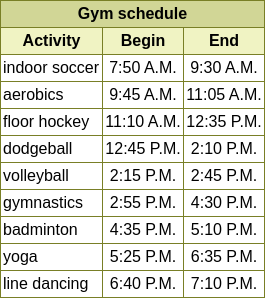 Gym schedule
Activity Begin End
indoor soccer 7:50 A.M. 9:30 A.M.
aerobics 9:45 A.M. 11:05 A.M.
floor hockey 11:10 A.M. 12:35 P.M.
dodgeball 12:45 P.M. 2:10 P.M.
volleyball 2:15 P.M. 2:45 P.M.
gymnastics 2:55 P.M. 4:30 P.M.
badminton 4:35 P.M. 5:10 P.M.
yoga 5:25 P.M. 6:35 P.M.
line dancing 6:40 P.M. 7:10 P.M.